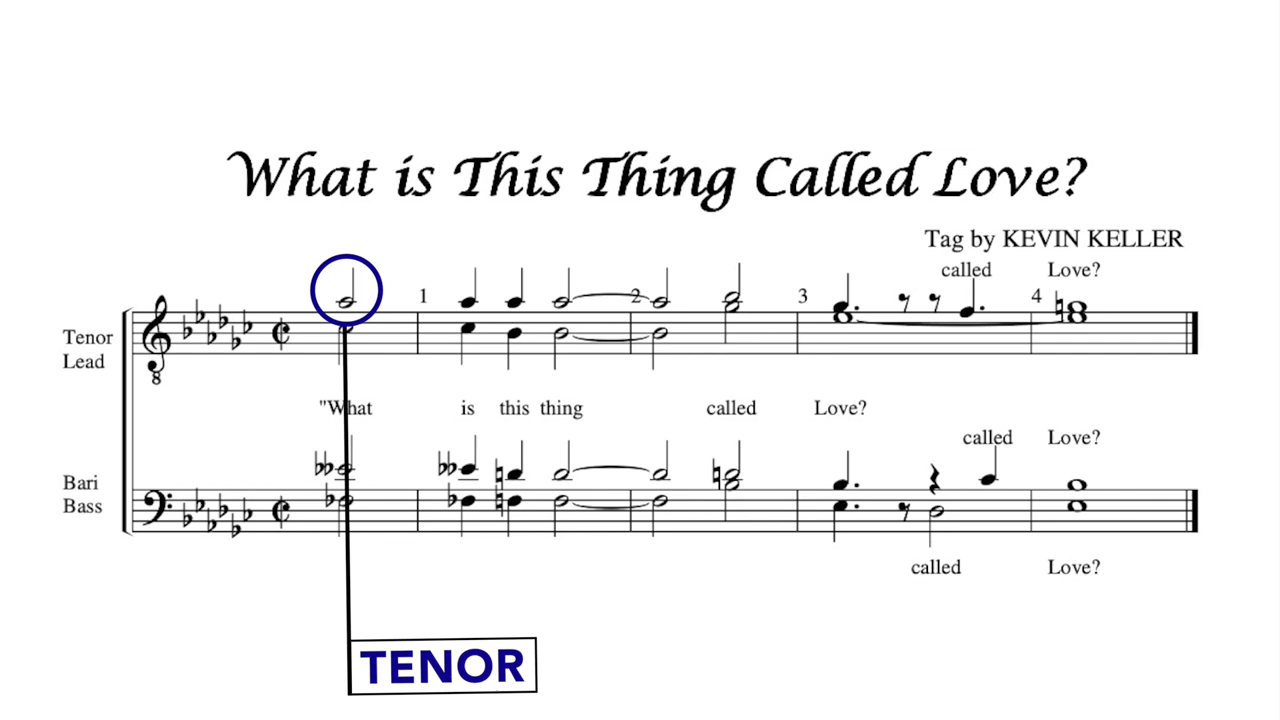 What is This Thing Called Love?
Tag by KEVIN KELLER
called Love?
1 2 3 4
Tenor
Lead
8
"What is this thing called Love?
called Love?
Bari
Bass
called Love?
TENOR